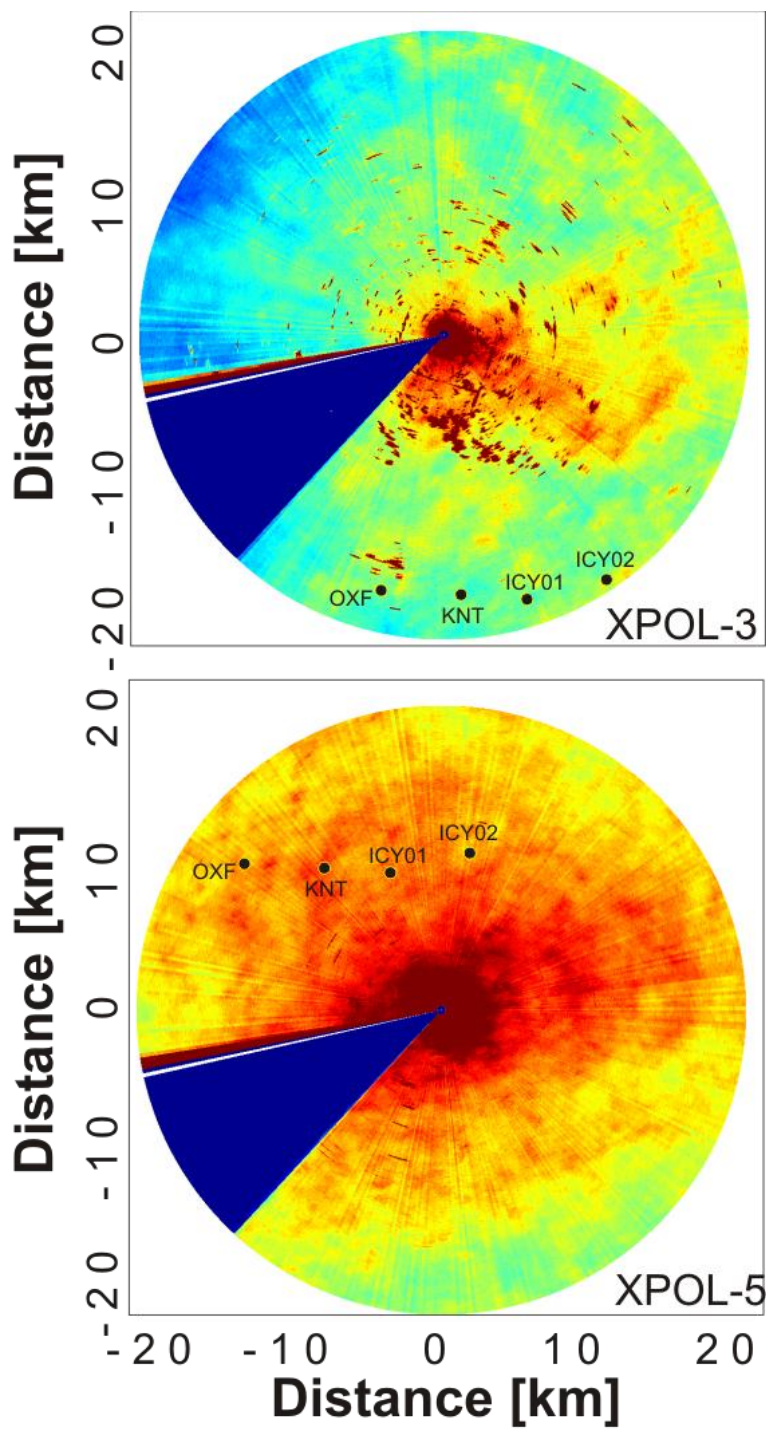 Distance [km]
20
10
0
-10
-20
OXF
KNT
ICY01
ICY02
XPOL-3
Distance [km]
20
10
0
-10
-20
OXF
KNT
ICY01
ICY02
XPOL-5
-20 -10 0 10 20
Distance [km]